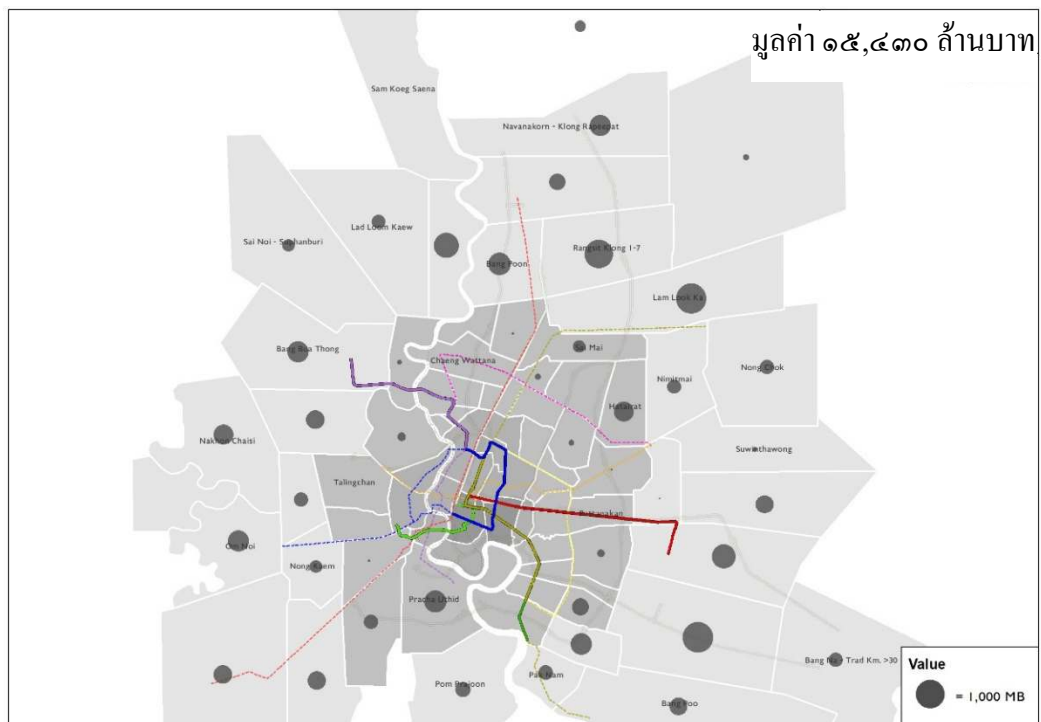 มูลค่า ๑๕,๔๓๐ ล้านบาท
Sam Koeg Saena
Navanakorn - Klong Rapeepat
Lad Loom Kaew
Sai Noi - Suphanburi
Rangsit Klong 1-7
Bang Poon
Lam Look Ka
Bang Bua Thong
Sai Mai
Chaeng Wattana
Nong Chok
Nimitmai
Hatairat
Nakhon Chaisi
Suwinthawong
Talingchan
Om Noi
Nong Kaem
Pracha Uthid
Bang Na - Trad Km. >30
Value
Pak Nam
Pom Prajoon
= 1,000 MB
Bang Poo